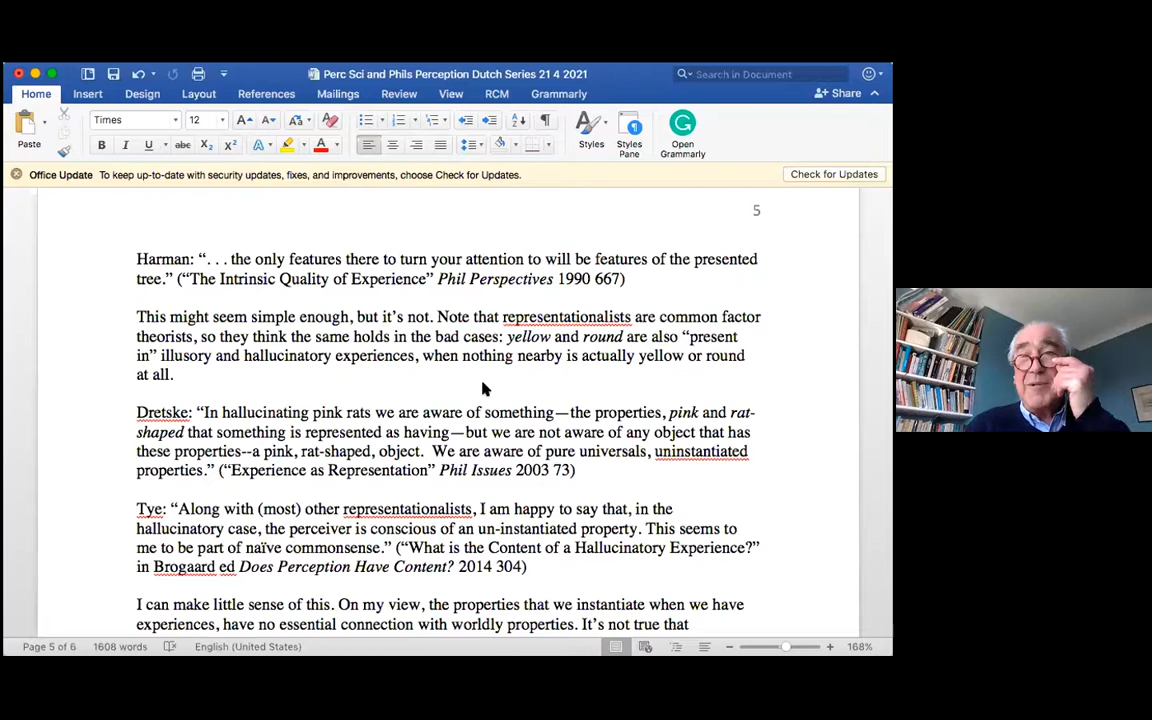 Perc Sci and Phils Perception Dutch Series 21 4 2021
Search in Document
Home Insert Design Layout References Mailings Review View RCM Grammarly
Share
Paste
Times 12
Styles
Styles Pane
Open Grammarly
Office Update To keep up-to-date with security updates, fixes, and improvements, choose Check for Updates.
Check for Updates
5
Harman: “. . . the only features there to turn your attention to will be features of the presented
tree.” (“The Intrinsic Quality of Experience” Phil Perspectives 1990 667)
This might seem simple enough, but it’s not. Note that representationalists are common factor
theorists, so they think the same holds in the bad cases: yellow and round are also “present
in” illusory and hallucinatory experiences, when nothing nearby is actually yellow or round
at all.
Dretske: “In hallucinating pink rats we are aware of something—the properties, pink and rat-
shaped that something is represented as having—but we are not aware of any object that has
these properties--a pink, rat-shaped, object. We are aware of pure universals, uninstantiated
properties.” (“Experience as Representation” Phil Issues 2003 73)
Tye: “Along with (most) other representationalists, I am happy to say that, in the
hallucinatory case, the perceiver is conscious of an un-instantiated property. This seems to
me to be part of naïve commonsense.” (“What is the Content of a Hallucinatory Experience?”
in Brogaard ed Does Perception Have Content? 2014 304)
I can make little sense of this. On my view, the properties that we instantiate when we have
experiences, have no essential connection with worldly properties. It’s not true that
Page 5 of 6 1608 words English (United States) 168%